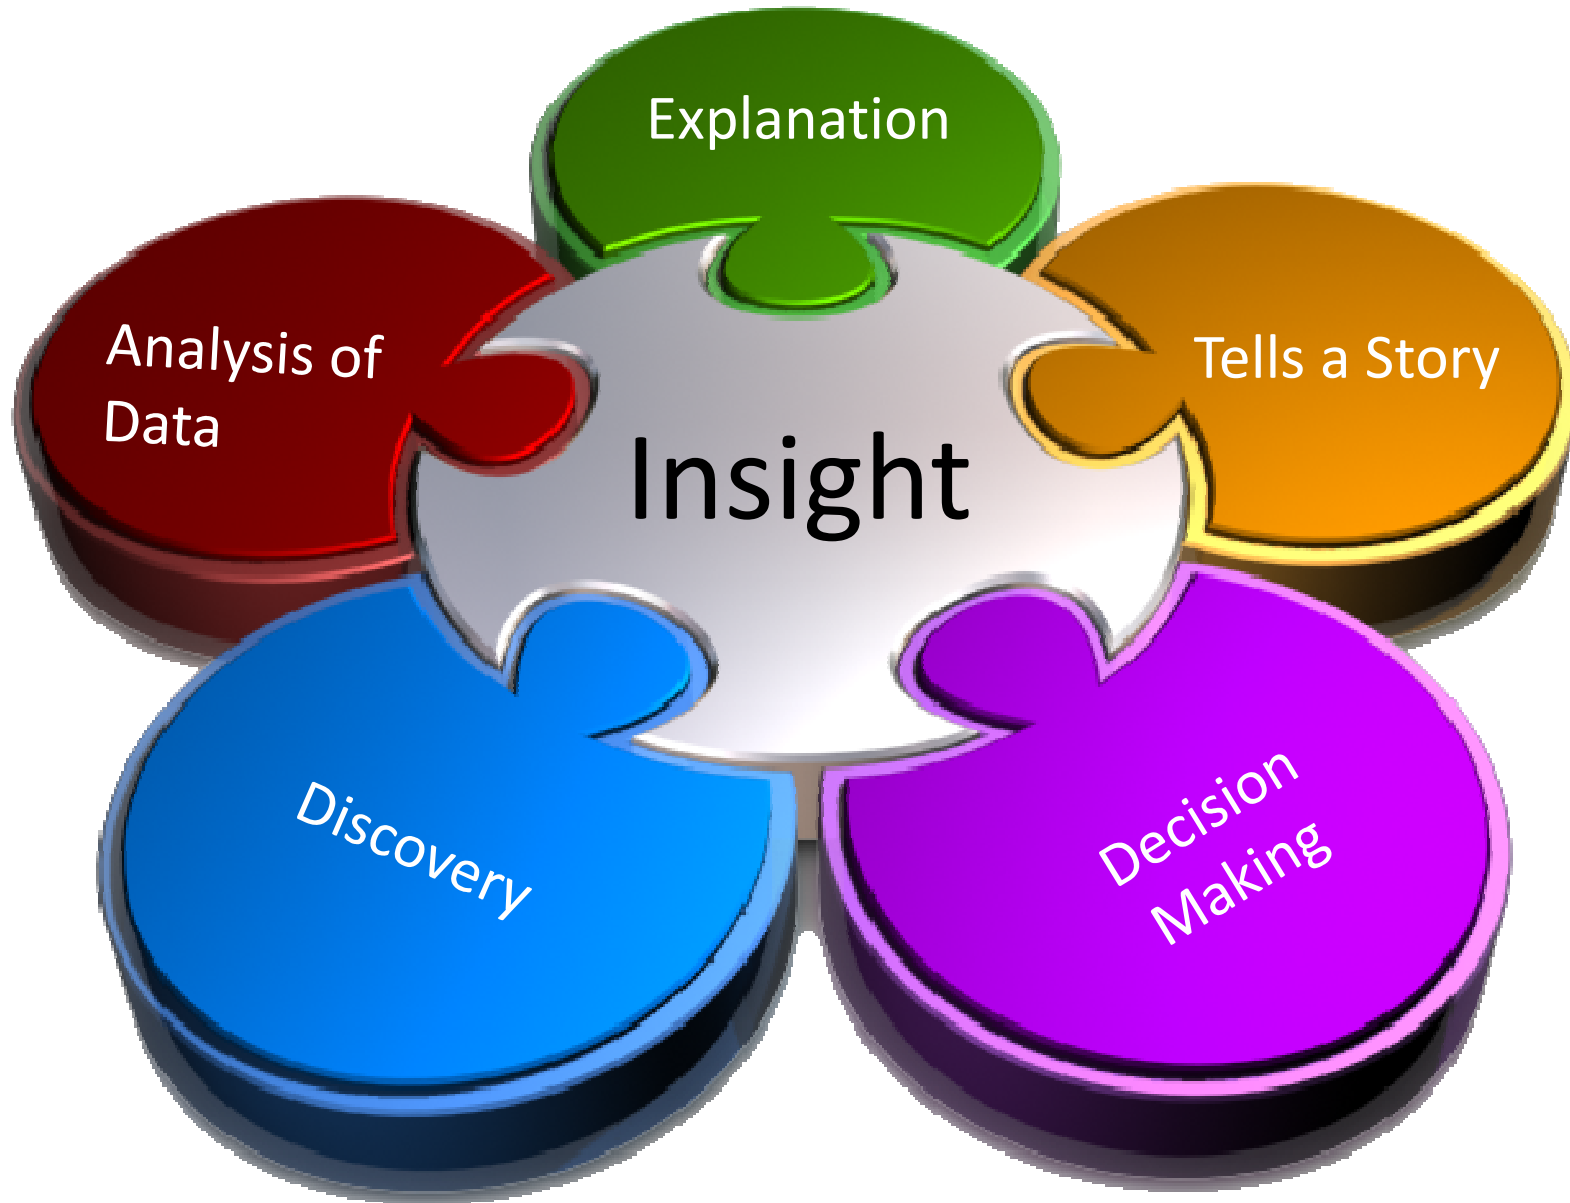 Explanation
Analysis of
Data
Tells a Story
Insight
Discovery
Decision
Making